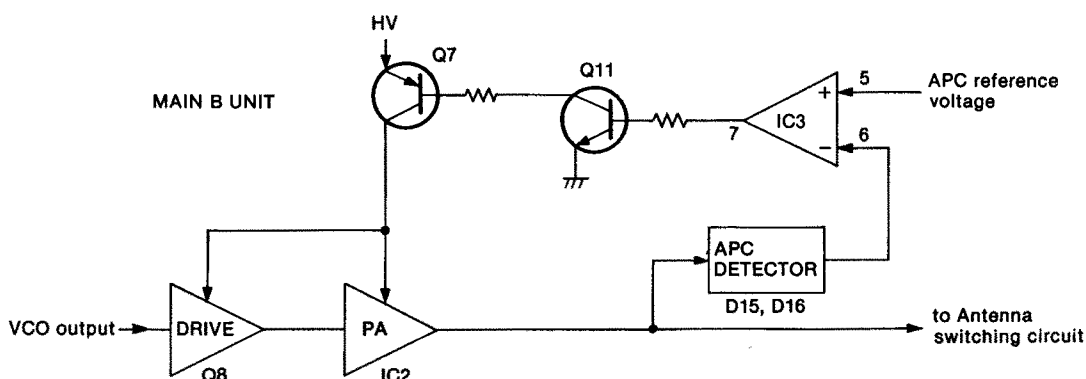 HV
Q7
Q11
MAIN B UNIT
5
APC reference
voltage
+
IC3
7
6
−
APC
DETECTOR
D15, D16
VCO output
DRIVE
PA
to Antenna
switching circuit
Q8
IC2